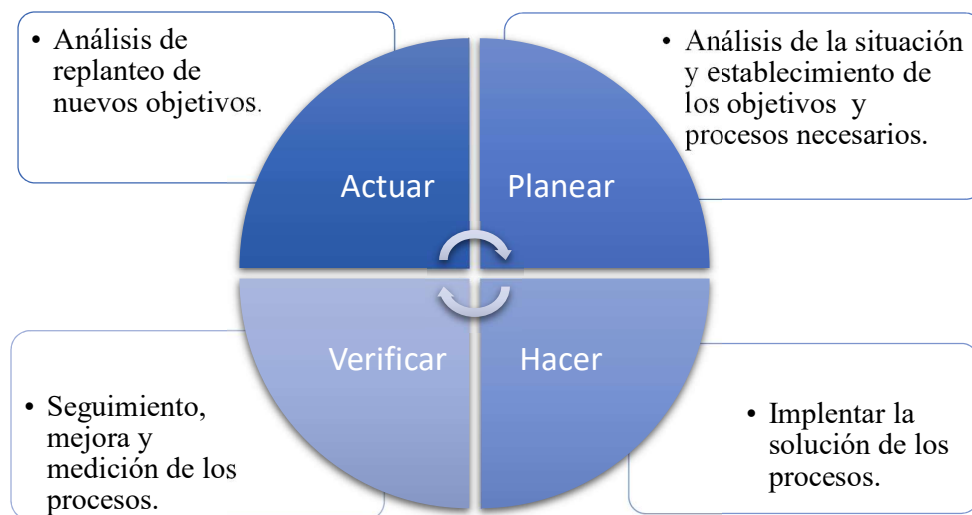 • Análisis de
replanteo de
nuevos objetivos.
• Análisis de la situación
y establecimiento de
los objetivos y
procesos necesarios.
Actuar
Planear
Verificar
Hacer
• Seguimiento,
mejora y
medición de los
procesos.
• Implentar la
solución de los
procesos.